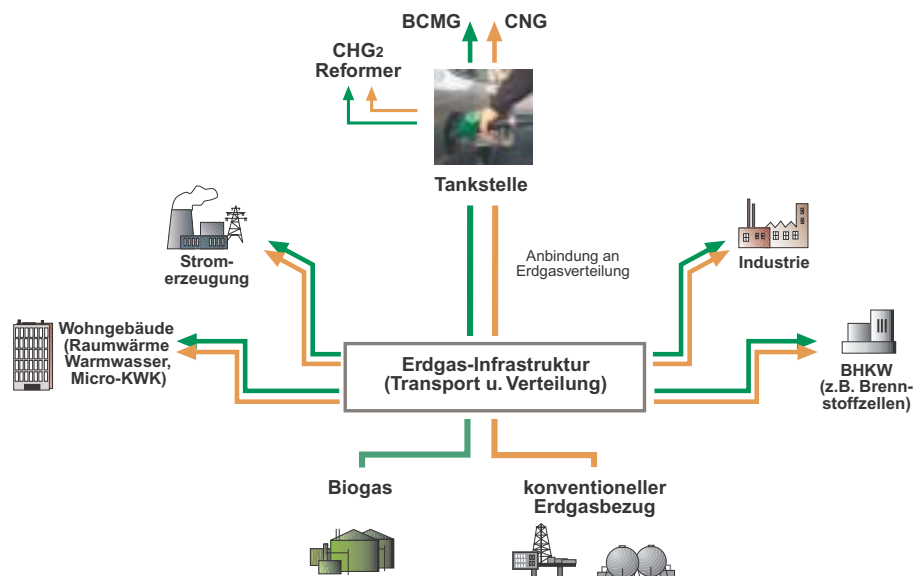 BCMG
CNG
CHG2
Reformer
Tankstelle
Anbindung an
Erdgasverteilung
Strom-
erzeugung
Industrie
Wohngebäude
(Raumwärme
Warmwasser,
Micro-KWK)
Erdgas-Infrastruktur
(Transport u. Verteilung)
BHKW
(z.B. Brenn-
stoffzellen)
Biogas
konventioneller
Erdgasbezug